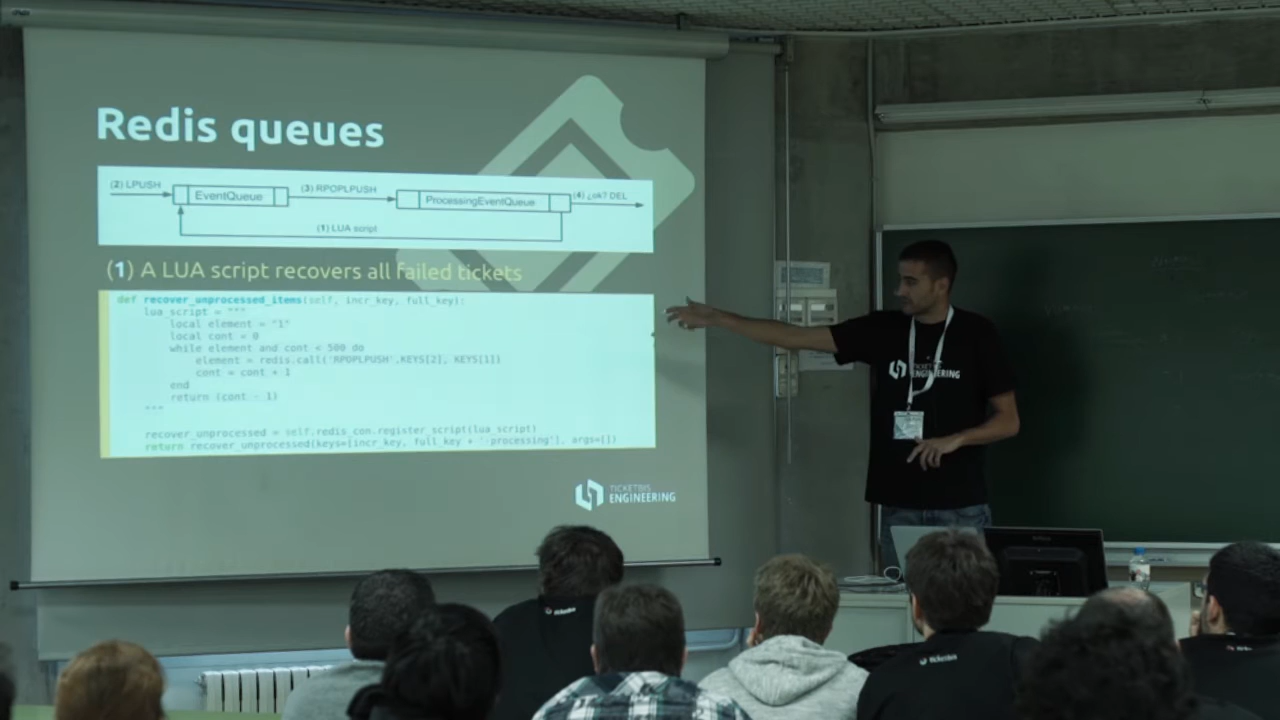 Redis queues
(2) LPUSH
EventQueue
(3) RPOPLPUSH
ProcessingEventQueue
(4) ¿ok? DEL
(1) LUA script
(1) A LUA script recovers all failed tickets
def recover_unprocessed_items(self, incr_key, full_key):
lua_script = """
local element = "1"
local cont = 0
while element and cont < 500 do
element = redis.call('RPOPLPUSH',KEYS[2], KEYS[1])
cont = cont + 1
end
return (cont - 1)
"""
recover_unprocessed = self.redis_con.register_script(lua_script)
return recover_unprocessed(keys=[incr_key, full_key + '-processing'], args=[])
TICKETBIS
ENGINEERING
ENGINEERING